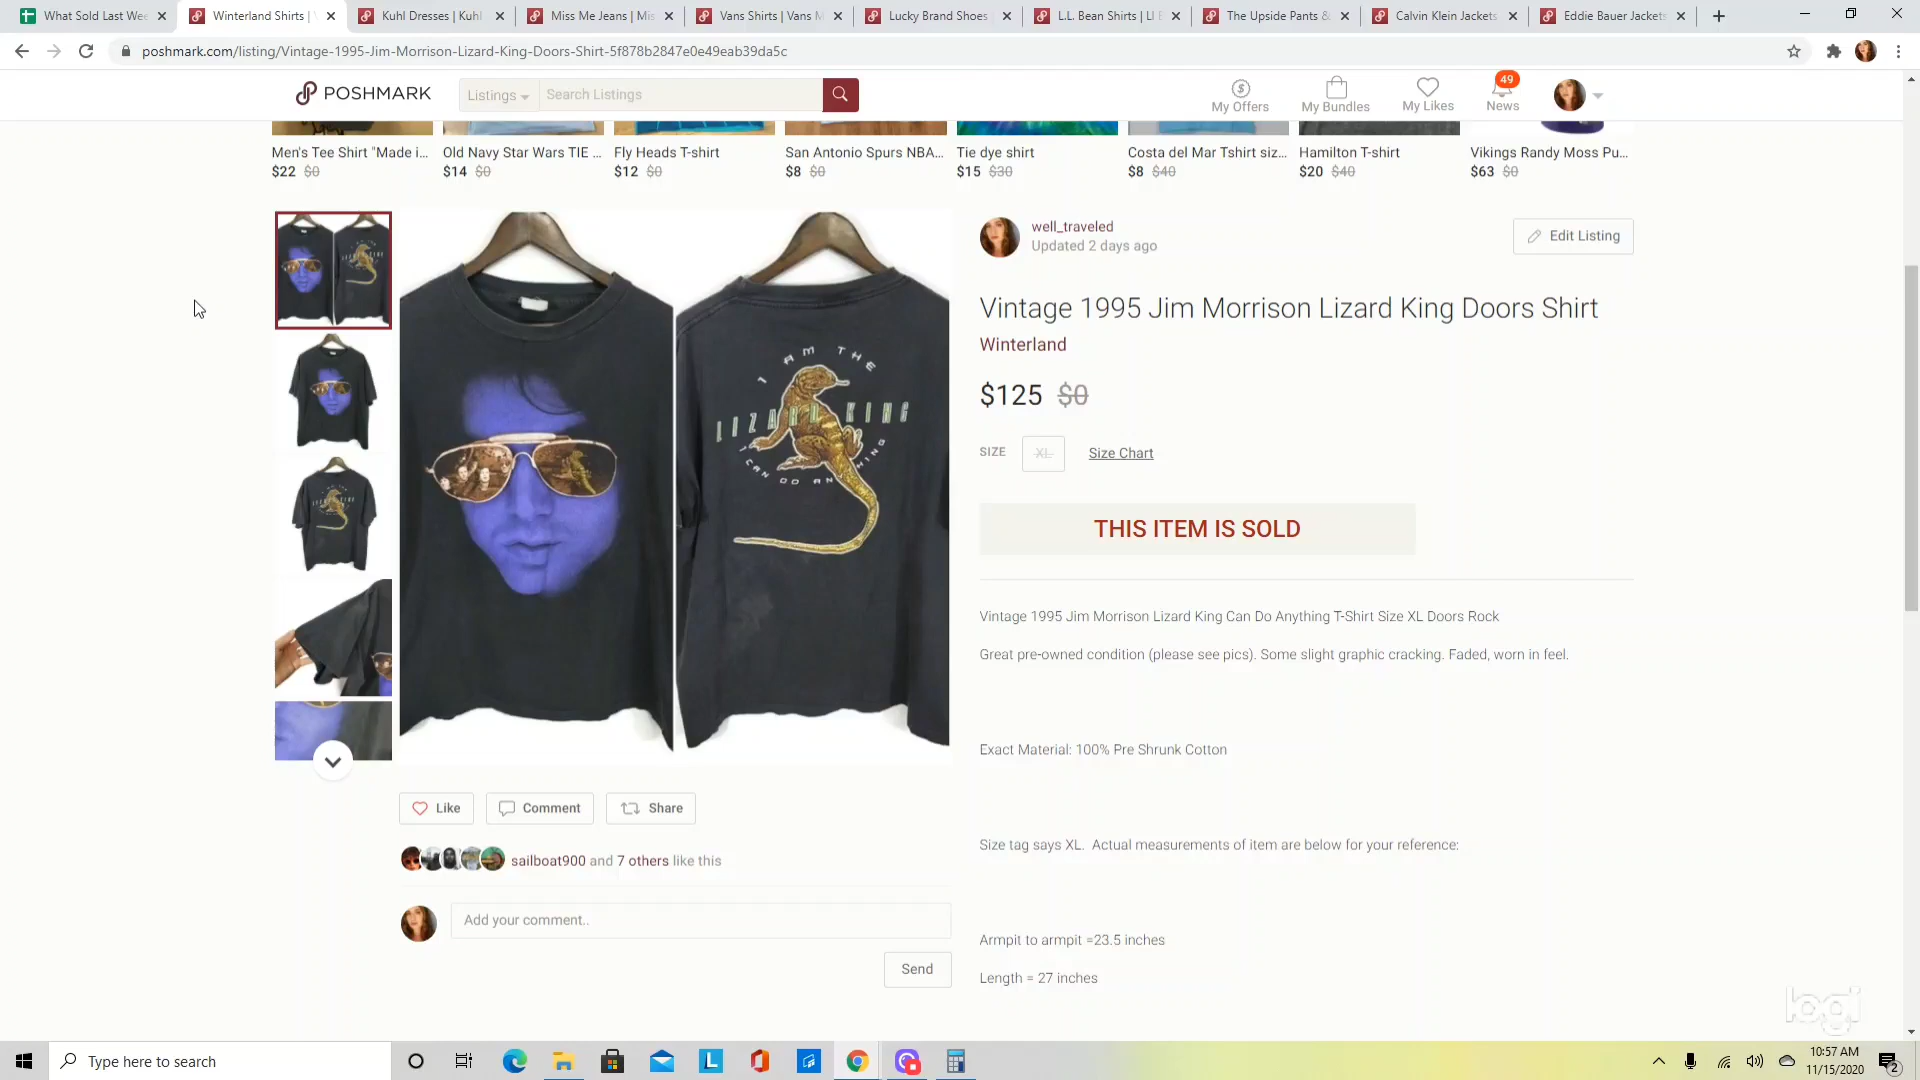 What Sold Last Wee
Winterland Shirts | V
Kuhl Dresses | Kuhl
Miss Me Jeans | Mis
Vans Shirts | Vans M
Lucky Brand Shoes
L.L. Bean Shirts | Ll B
The Upside Pants &
Calvin Klein Jackets
Eddie Bauer Jackets
poshmark.com/listing/Vintage-1995-Jim-Morrison-Lizard-King-Doors-Shirt-5f878b2847e0e49eab39da5c
POSHMARK
Listings
Search Listings
My Offers
My Bundles
My Likes
49
News
Men's Tee Shirt "Made i...
Old Navy Star Wars TIE ...
Fly Heads T-shirt
San Antonio Spurs NBA...
Tie dye shirt
Costa del Mar Tshirt siz...
Hamilton T-shirt
Vikings Randy Moss Pu...
$22 $0
$14 $0
$12 $0
$8 $0
$15 $30
$8 $40
$20 $40
$63 $0
well_traveled
Updated 2 days ago
Edit Listing
I AM THE
LIZARD KING
I CAN DO ANYTHING
Vintage 1995 Jim Morrison Lizard King Doors Shirt
Winterland
$125 $0
SIZE
XL
Size Chart
THIS ITEM IS SOLD
Vintage 1995 Jim Morrison Lizard King Can Do Anything T-Shirt Size XL Doors Rock
Great pre-owned condition (please see pics). Some slight graphic cracking. Faded, worn in feel.
Exact Material: 100% Pre Shrunk Cotton
Size tag says XL. Actual measurements of item are below for your reference:
Armpit to armpit =23.5 inches
Length = 27 inches
Like
Comment
Share
sailboat900 and 7 others like this
Add your comment..
Send
logi
Type here to search
10:57 AM
11/15/2020
2